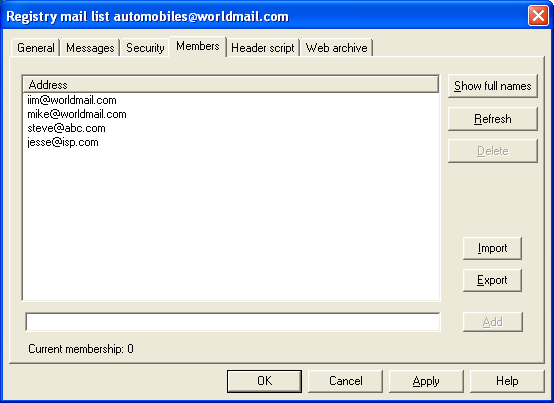 Registry mail list automobiles@worldmail.com
General Messages Security Members Header script Web archive
Address
iim@worldmail.com
mike@worldmail.com
steve@abc.com
jesse@isp.com
Show full names
Refresh
Delete
Import
Export
Add
Current membership: 0
OK Cancel Apply Help